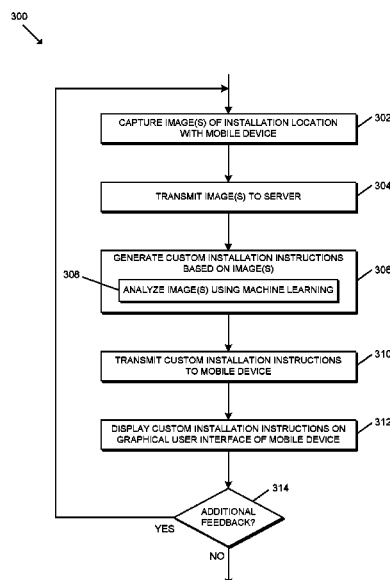 300
CAPTURE IMAGE(S) OF INSTALLATION LOCATION
WITH MOBILE DEVICE
302
TRANSMIT IMAGE(S) TO SERVER
304
GENERATE CUSTOM INSTALLATION INSTRUCTIONS
BASED ON IMAGE(S)
306
308
ANALYZE IMAGE(S) USING MACHINE LEARNING
TRANSMIT CUSTOM INSTALLATION INSTRUCTIONS
TO MOBILE DEVICE
310
DISPLAY CUSTOM INSTALLATION INSTRUCTIONS ON
GRAPHICAL USER INTERFACE OF MOBILE DEVICE
312
314
ADDITIONAL
FEEDBACK?
YES
NO